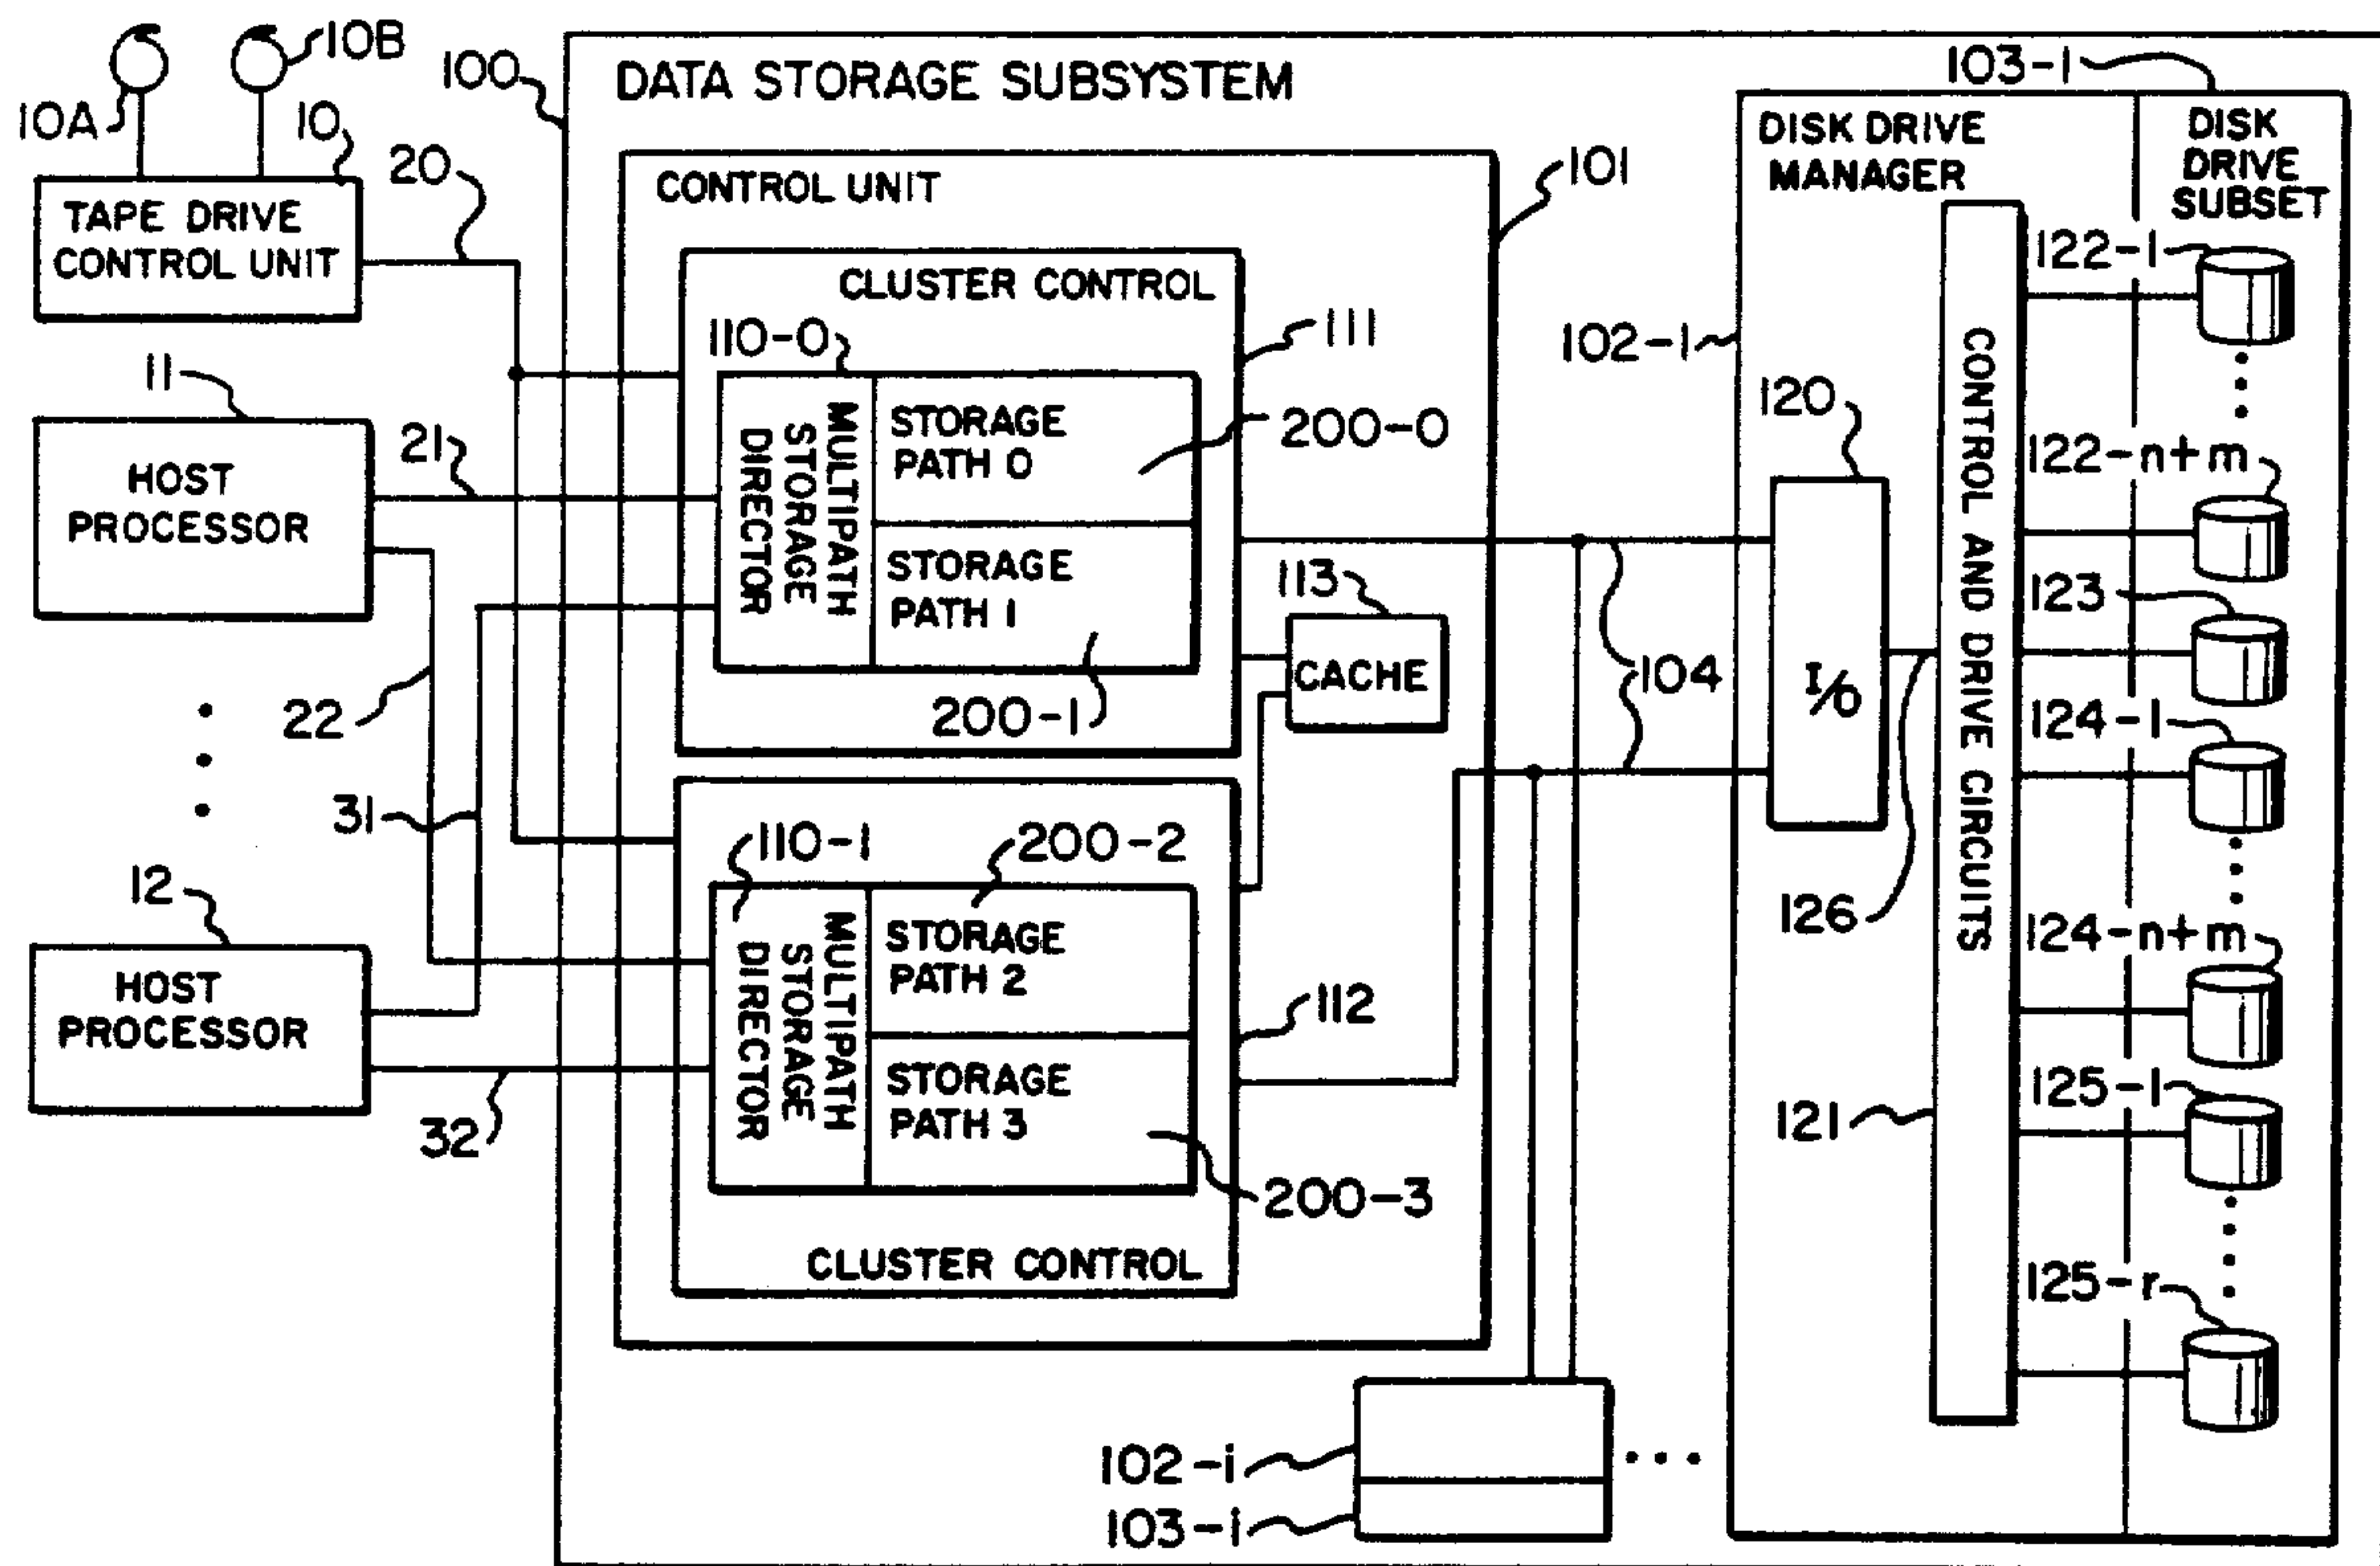 10A
10B
10
TAPE DRIVE
CONTROL UNIT
20
11
HOST
PROCESSOR
21
22
31
12
HOST
PROCESSOR
32
100
DATA STORAGE SUBSYSTEM
CONTROL UNIT
101
CLUSTER CONTROL
111
110-0
MULTIPATH
STORAGE
DIRECTOR
STORAGE
PATH 0
200-0
STORAGE
PATH 1
200-1
113
CACHE
110-1
200-2
MULTIPATH
STORAGE
DIRECTOR
STORAGE
PATH 2
112
STORAGE
PATH 3
200-3
CLUSTER CONTROL
104
102-i
103-i
...
103-1
DISK DRIVE
MANAGER
DISK
DRIVE
SUBSET
102-1
120
I/O
126
121
CONTROL AND DRIVE CIRCUITS
122-1
122-n+m
123
124-1
124-n+m
125-1
125-r